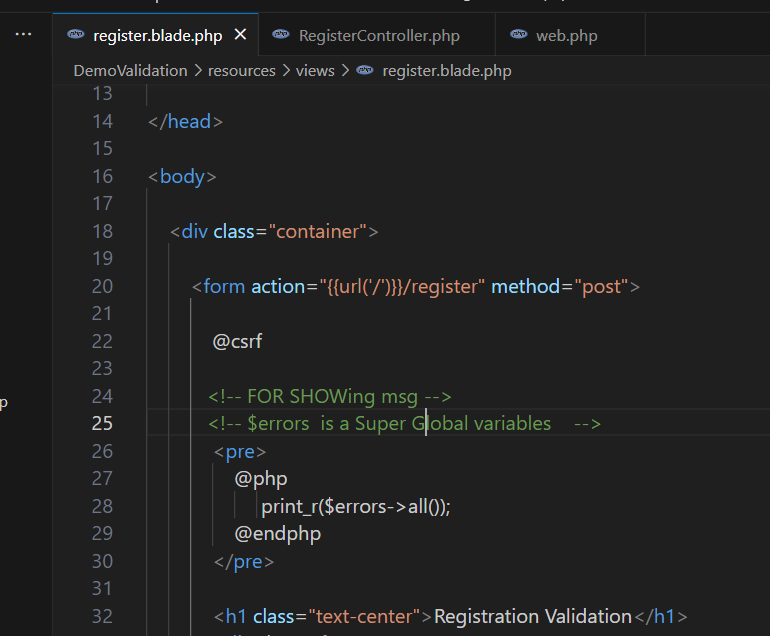 ... register.blade.php × RegisterController.php web.php
DemoValidation > resources > views > register.blade.php
13
14 </head>
15
16 <body>
17
18 <div class="container">
19
20 <form action="{{url('/')}}/register" method="post">
21
22 @csrf
23
24 <!-- FOR SHOWing msg -->
25 <!-- $errors  is a Super Global variables    -->
26 <pre>
27 @php
28 print_r($errors->all());
29 @endphp
30 </pre>
31
32 <h1 class="text-center">Registration Validation</h1>